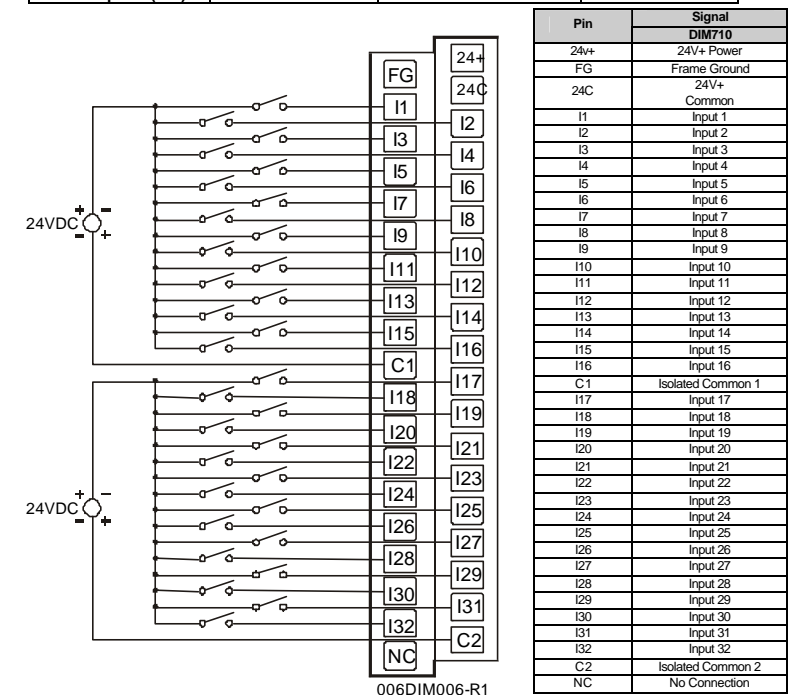 Pin Signal
DIM710
24v+ 24V+ Power
FG Frame Ground
24C 24V+ Common
I1 Input 1
I2 Input 2
I3 Input 3
I4 Input 4
I5 Input 5
I6 Input 6
I7 Input 7
I8 Input 8
I9 Input 9
I10 Input 10
I11 Input 11
I12 Input 12
I13 Input 13
I14 Input 14
I15 Input 15
I16 Input 16
C1 Isolated Common 1
I17 Input 17
I18 Input 18
I19 Input 19
I20 Input 20
I21 Input 21
I22 Input 22
I23 Input 23
I24 Input 24
I25 Input 25
I26 Input 26
I27 Input 27
I28 Input 28
I29 Input 29
I30 Input 30
I31 Input 31
I32 Input 32
C2 Isolated Common 2
NC No Connection
24+
FG
24C
I1
I2
I3
I4
I5
I6
I7
I8
I9
I10
I11
I12
I13
I14
I15
I16
C1
I17
I18
I19
I20
I21
I22
I23
I24
I25
I26
I27
I28
I29
I30
I31
I32
C2
NC
+ -
24VDC
- +
+ -
24VDC
- +
006DIM006-R1